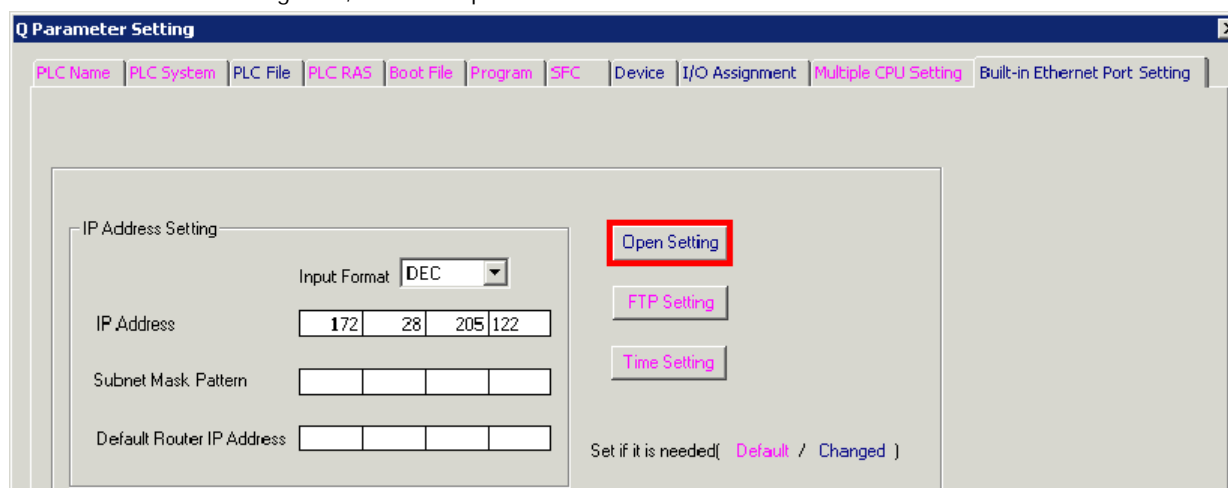 Q Parameter Setting
PLC Name PLC System PLC File PLC RAS Boot File Program SFC Device I/O Assignment Multiple CPU Setting Built-in Ethernet Port Setting
IP Address Setting
Open Setting
Input Format DEC
FTP Setting
IP Address 172 28 205 122
Time Setting
Subnet Mask Pattern
Default Router IP Address
Set if it is needed( Default / Changed )